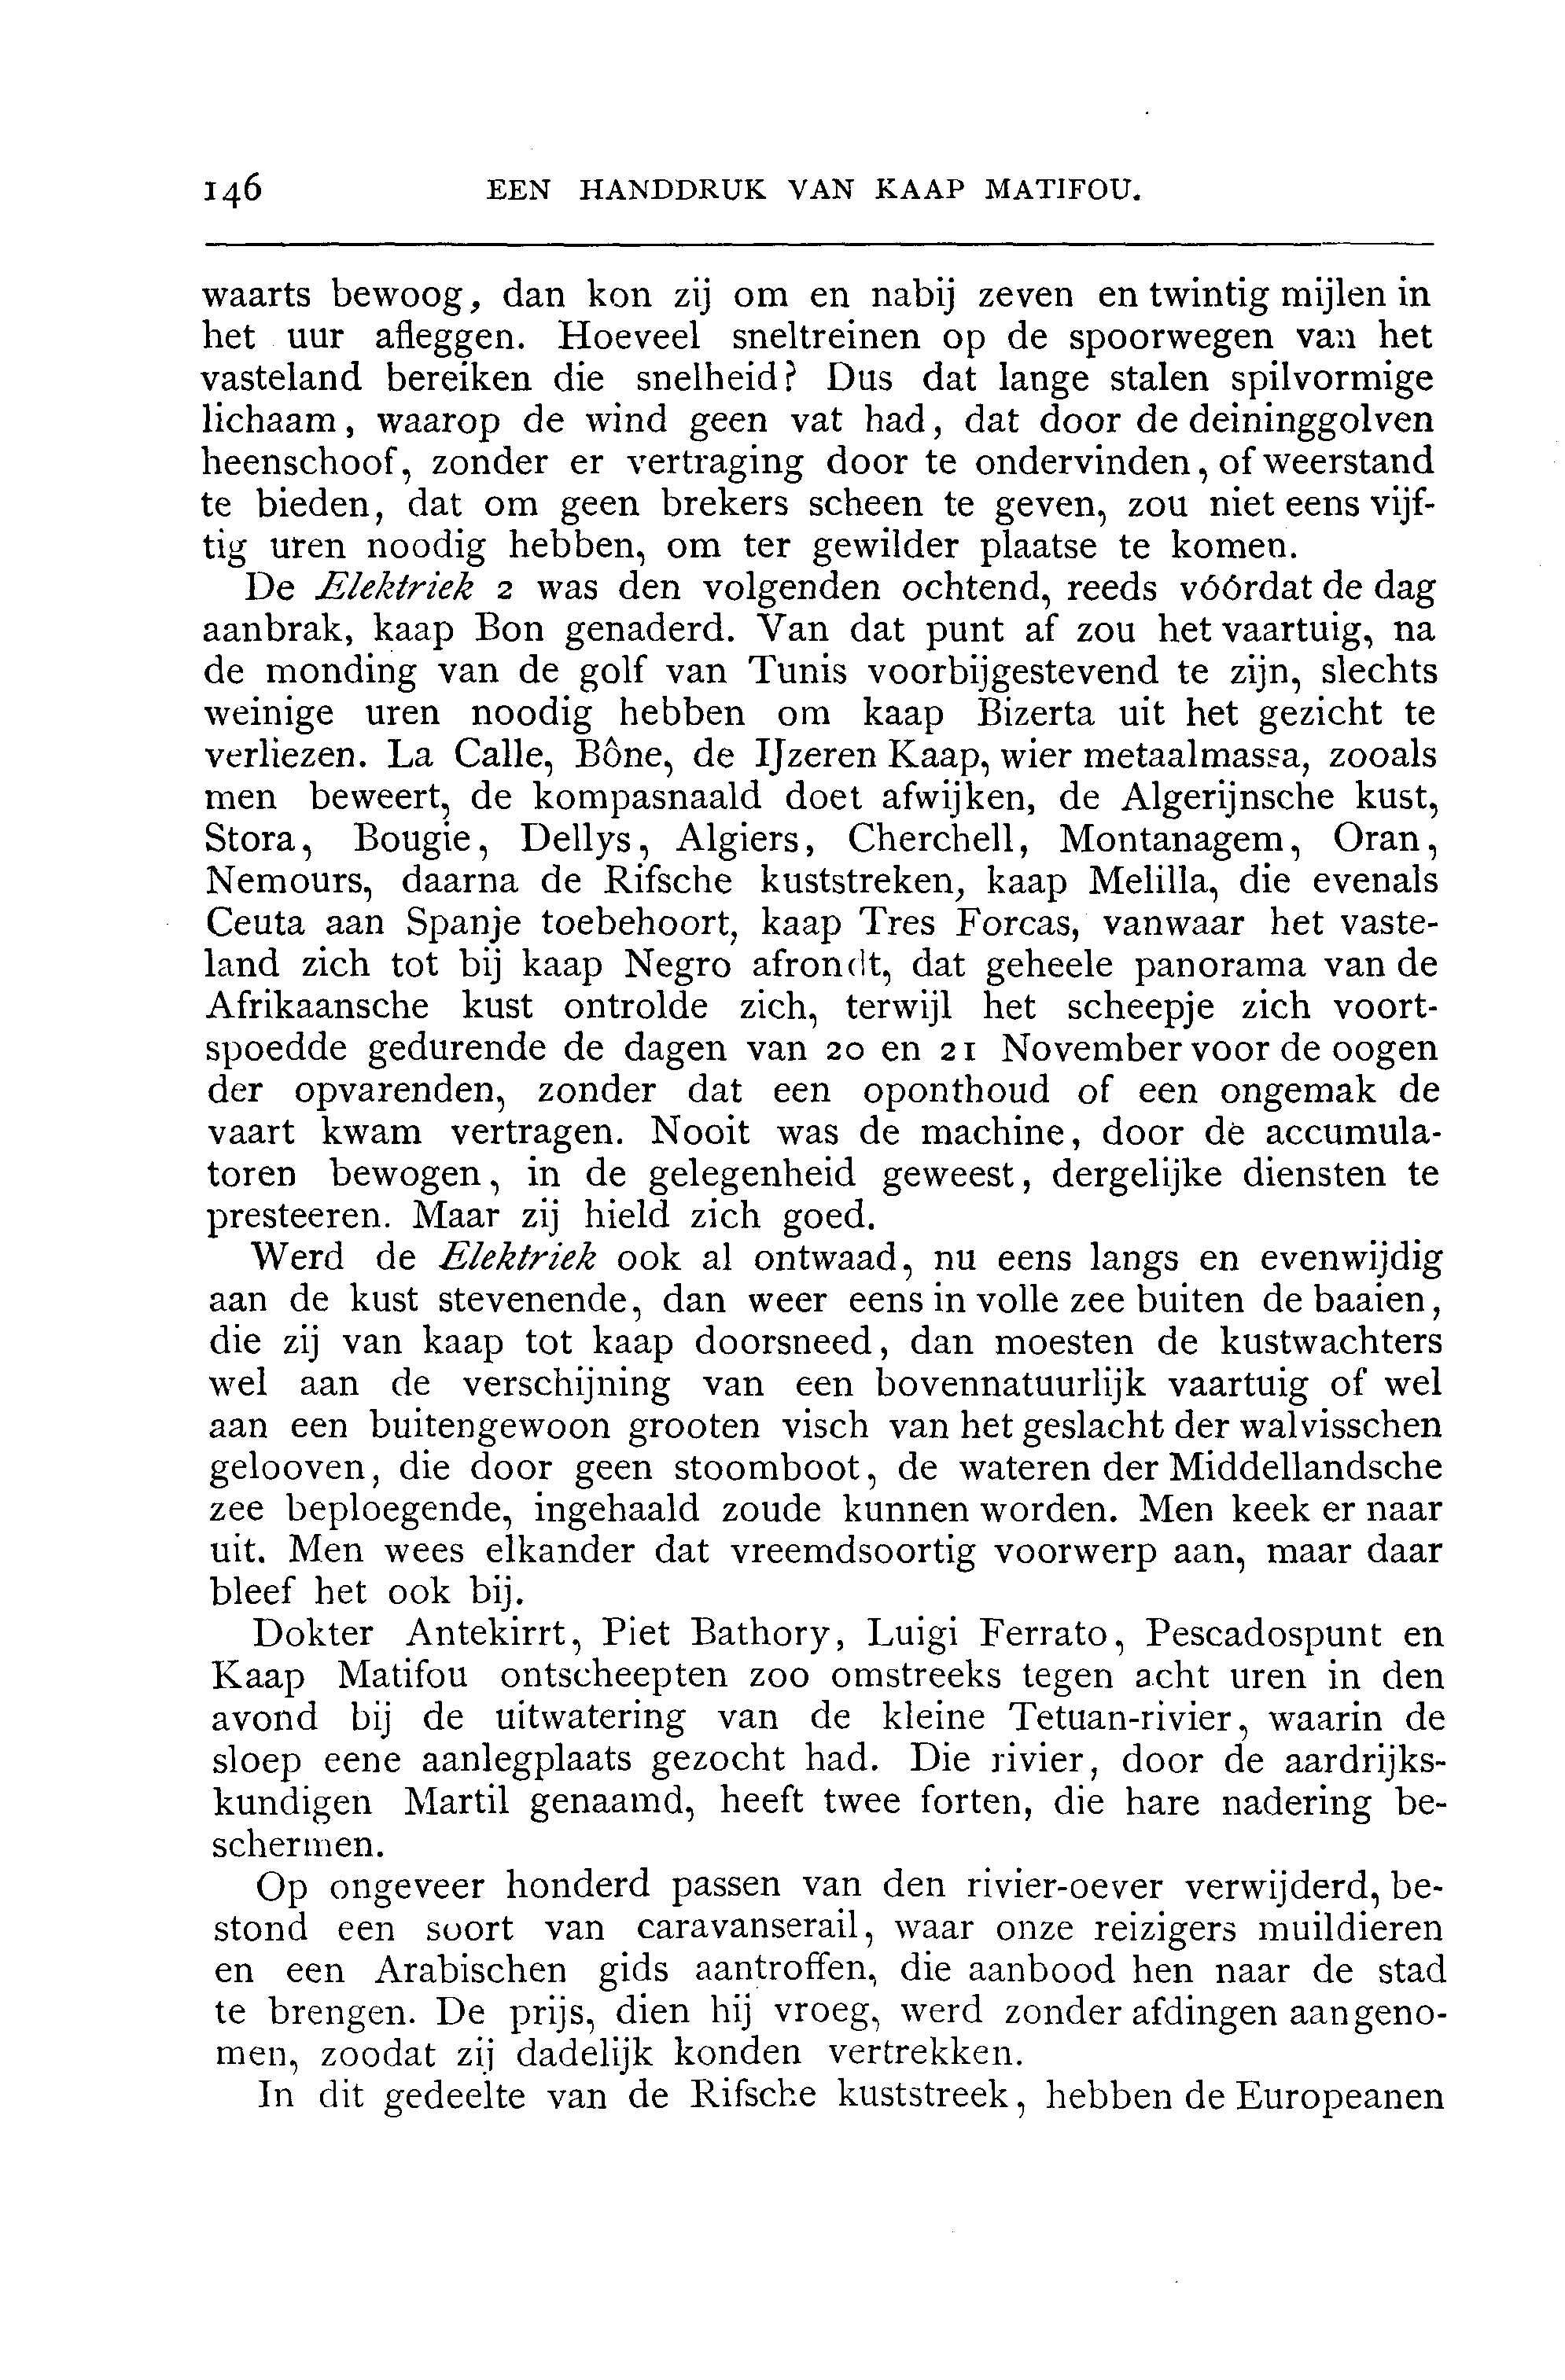 146 EEN HANDDRUK VAN KAAP MATIFOU.
waarts bewoog, dan kon zij om en nabij zeven en twintig mijlen in
het uur afleggen. Hoeveel sneltreinen op de spoorwegen van het
vasteland bereiken die snelheid? Dus dat lange stalen spilvormige
lichaam, waarop de wind geen vat had, dat door de deininggolven
heenschoof, zonder er vertraging door te ondervinden, of weerstand
te bieden, dat om geen brekers scheen te geven, zou niet eens vijf-
tig uren noodig hebben, om ter gewilder plaatse te komen.
De Elektriek 2 was den volgenden ochtend, reeds vóórdat de dag
aanbrak, kaap Bon genaderd. Van dat punt af zou het vaartuig, na
de monding van de golf van Tunis voorbijgestevend te zijn, slechts
weinige uren noodig hebben om kaap Bizerta uit het gezicht te
verliezen. La Calle, Bône, de IJzeren Kaap, wier metaalmassa, zooals
men beweert, de kompasnaald doet afwijken, de Algerijnsche kust,
Stora, Bougie, Dellys, Algiers, Cherchell, Montanagem, Oran,
Nemours, daarna de Rifsche kuststreken, kaap Melilla, die evenals
Ceuta aan Spanje toebehoort, kaap Tres Forcas, vanwaar het vaste-
land zich tot bij kaap Negro afrondt, dat geheele panorama van de
Afrikaansche kust ontrolde zich, terwijl het scheepje zich voort-
spoedde gedurende de dagen van 20 en 21 November voor de oogen
der opvarenden, zonder dat een oponthoud of een ongemak de
vaart kwam vertragen. Nooit was de machine, door de accumula-
toren bewogen, in de gelegenheid geweest, dergelijke diensten te
presteeren. Maar zij hield zich goed.
Werd de Elektriek ook al ontwaad, nu eens langs en evenwijdig
aan de kust stevenende, dan weer eens in volle zee buiten de baaien,
die zij van kaap tot kaap doorsneed, dan moesten de kustwachters
wel aan de verschijning van een bovennatuurlijk vaartuig of wel
aan een buitengewoon grooten visch van het geslacht der walvisschen
gelooven, die door geen stoomboot, de wateren der Middellandsche
zee beploegende, ingehaald zoude kunnen worden. Men keek er naar
uit. Men wees elkander dat vreemdsoortig voorwerp aan, maar daar
bleef het ook bij.
Dokter Antekirrt, Piet Bathory, Luigi Ferrato, Pescadospunt en
Kaap Matifou ontscheepten zoo omstreeks tegen acht uren in den
avond bij de uitwatering van de kleine Tetuan-rivier, waarin de
sloep eene aanlegplaats gezocht had. Die rivier, door de aardrijks-
kundigen Martil genaamd, heeft twee forten, die hare nadering be-
schermen.
Op ongeveer honderd passen van den rivier-oever verwijderd, be-
stond een soort van caravanserail, waar onze reizigers muildieren
en een Arabischen gids aantroffen, die aanbood hen naar de stad
te brengen. De prijs, dien hij vroeg, werd zonder afdingen aangeno-
men, zoodat zij dadelijk konden vertrekken.
In dit gedeelte van de Rifsche kuststreek, hebben de Europeanen